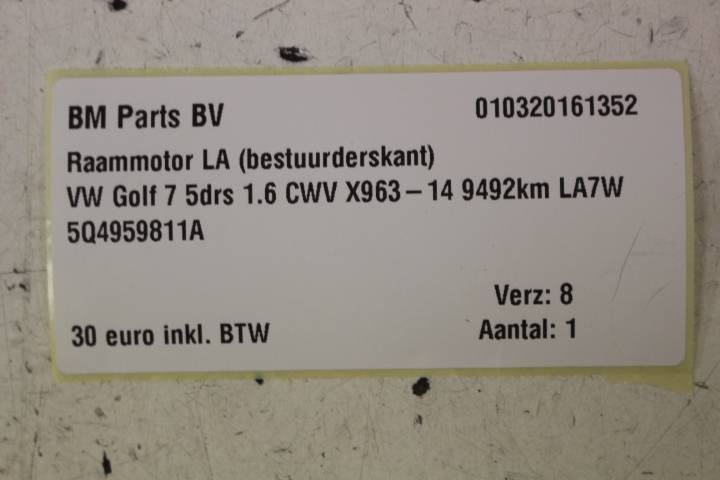 BM Parts BV 010320161352
Raammotor LA (bestuurderskant)
VW Golf 7 5drs 1.6 CWV X963-14 9492km LA7W
5Q4959811A
Verz: 8
30 euro inkl. BTW Aantal: 1